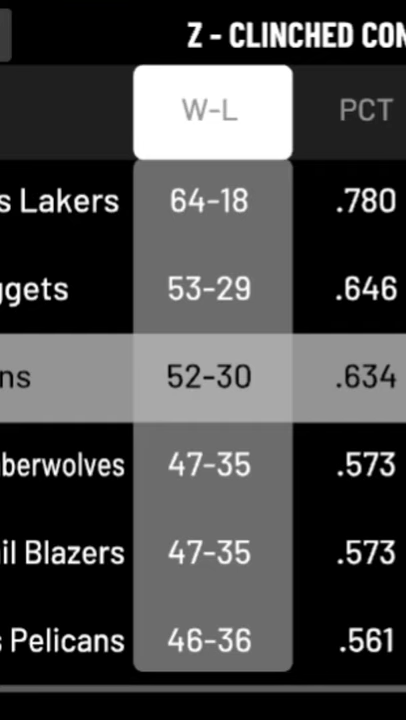 Z - CLINCHED CON
W-L PCT
s Lakers 64-18 .780
ggets 53-29 .646
ns 52-30 .634
berwolves 47-35 .573
il Blazers 47-35 .573
s Pelicans 46-36 .561